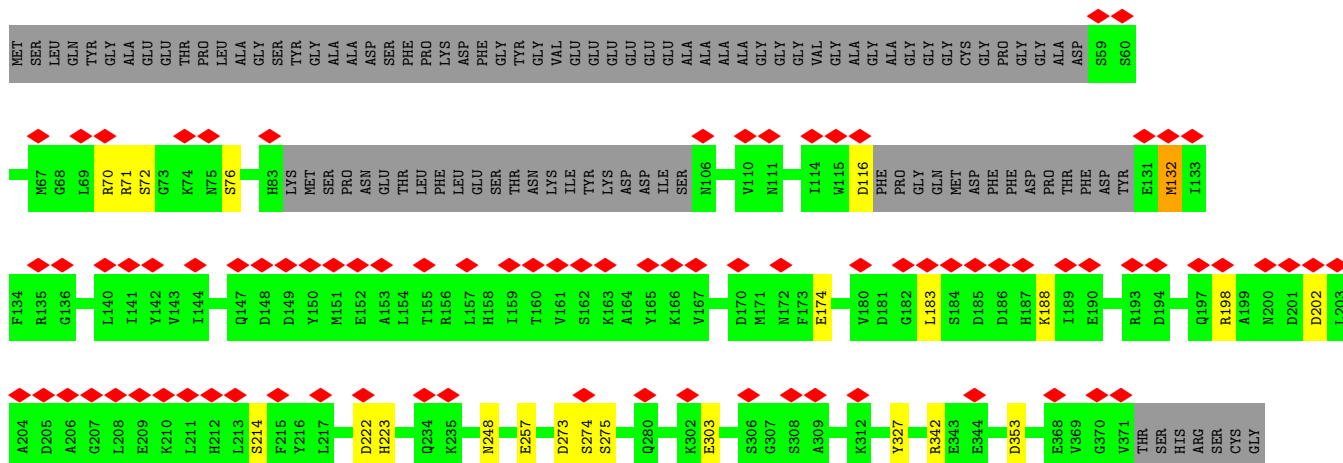 MET SER LEU GLN TYR GLY ALA GLU GLU THR PRO LEU ALA GLY SER TYR GLY ALA ALA ASP SER PHE PRO LYS ASP PHE GLY TYR GLY VAL GLU GLU GLU GLU GLU GLU ALA ALA ALA ALA GLY GLY GLY VAL GLY ALA GLY ALA GLY GLY GLY CYS GLY PRO GLY GLY ALA ASP S59 S60
M67 G68 L69 R70 R71 S72 G73 K74 N75 S76 H83 LYS MET SER PRO ASN GLU THR LEU PHE LEU GLU SER THR ASN LYS ILE TYR LYS ASP ASP ILE SER N106 V110 N111 I114 W115 D116 PHE PRO GLY GLN MET ASP PHE PHE ASP PRO THR PHE ASP TYR E131 M132 I133
F134 R135 G136 L140 I141 Y142 V143 I144 Q147 D148 D149 Y150 M151 E152 A153 L154 T155 R156 L157 H158 I159 T160 V161 S162 K163 A164 Y165 K166 V167 D170 M171 N172 F173 E174 V180 D181 G182 L183 S184 D185 D186 H187 K188 I189 E190 R193 D194 Q197 R198 A199 N200 D201 D202 L203
A204 D205 A206 G207 L208 E209 K210 L211 H212 L213 S214 F215 Y216 L217 D222 H223 Q234 K235 N248 E257 D273 S274 S275 Q280 K302 E303 S306 G307 S308 A309 K312 Y327 R342 E343 E344 D353 E368 V369 G370 V371 THR SER HIS ARG SER CYS GLY